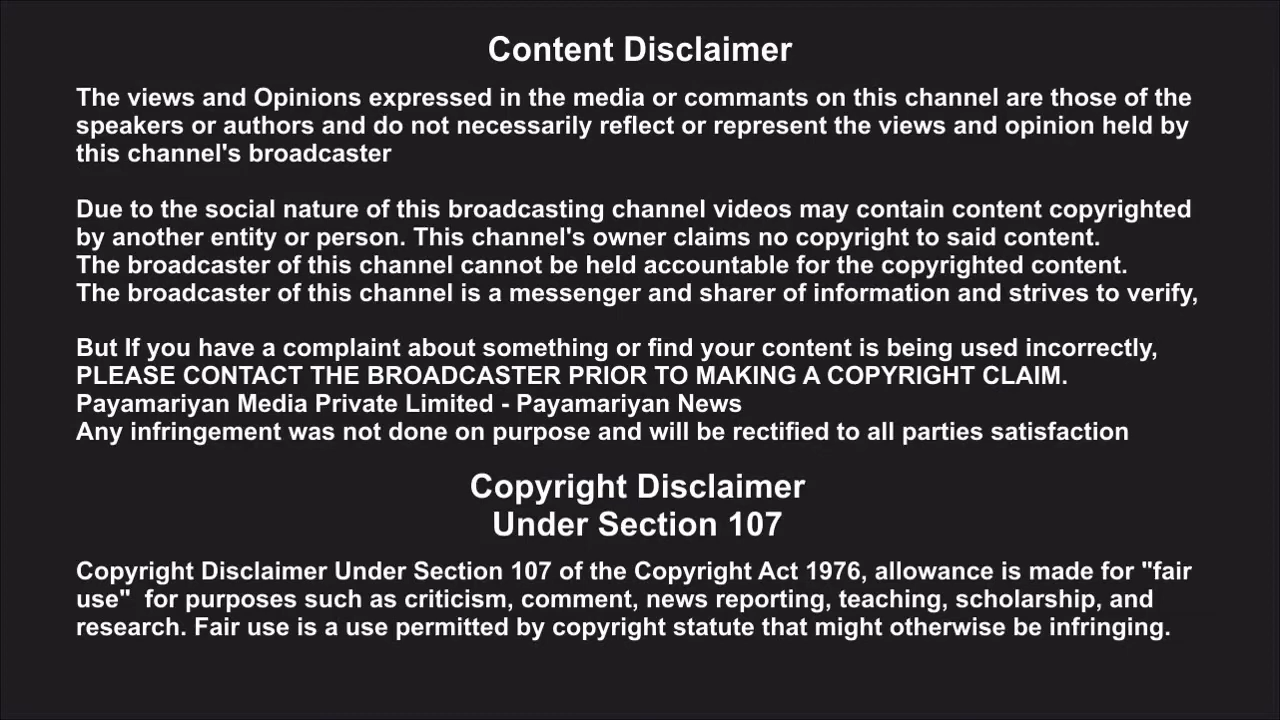 Content Disclaimer
The views and Opinions expressed in the media or commants on this channel are those of the
speakers or authors and do not necessarily reflect or represent the views and opinion held by
this channel's broadcaster
Due to the social nature of this broadcasting channel videos may contain content copyrighted
by another entity or person. This channel's owner claims no copyright to said content.
The broadcaster of this channel cannot be held accountable for the copyrighted content.
The broadcaster of this channel is a messenger and sharer of information and strives to verify,
But If you have a complaint about something or find your content is being used incorrectly,
PLEASE CONTACT THE BROADCASTER PRIOR TO MAKING A COPYRIGHT CLAIM.
Payamariyan Media Private Limited - Payamariyan News
Any infringement was not done on purpose and will be rectified to all parties satisfaction
Copyright Disclaimer
Under Section 107
Copyright Disclaimer Under Section 107 of the Copyright Act 1976, allowance is made for "fair
use"  for purposes such as criticism, comment, news reporting, teaching, scholarship, and
research. Fair use is a use permitted by copyright statute that might otherwise be infringing.